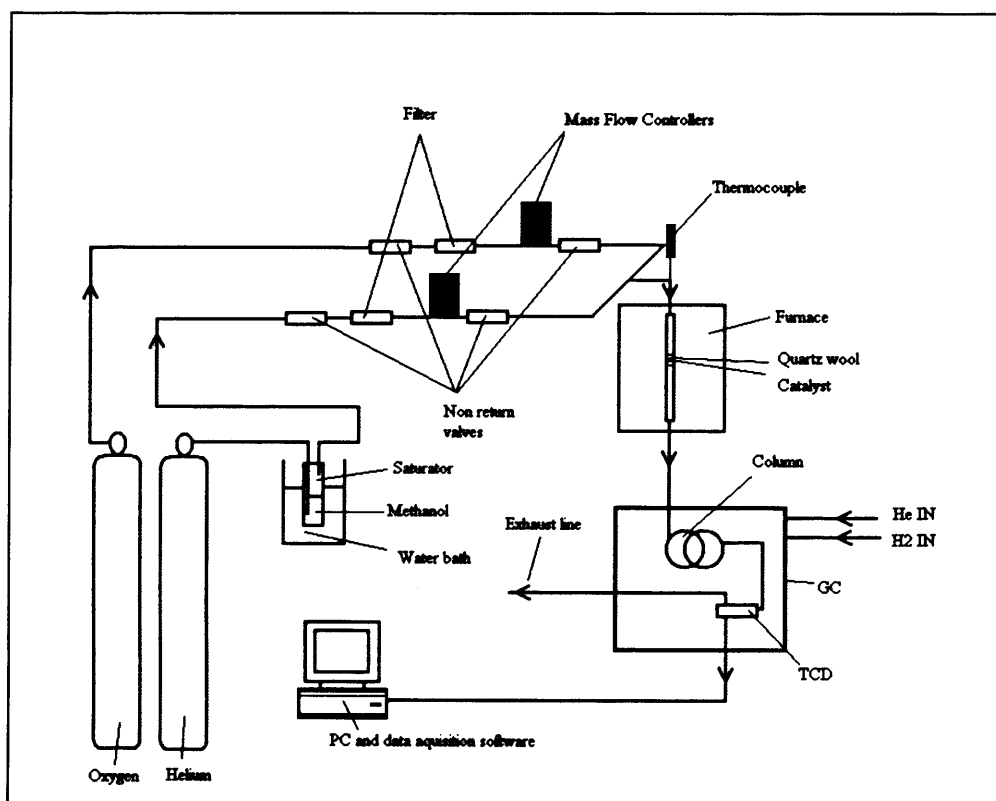 Filter
Mass Flow Controllers
Thermocouple
Furnace
Quartz wool
Catalyst
Non return
valves
Saturator
Methanol
Water bath
Column
Exhaust line
He IN
H2 IN
GC
TCD
PC and data aquisition software
Oxygen
Helium